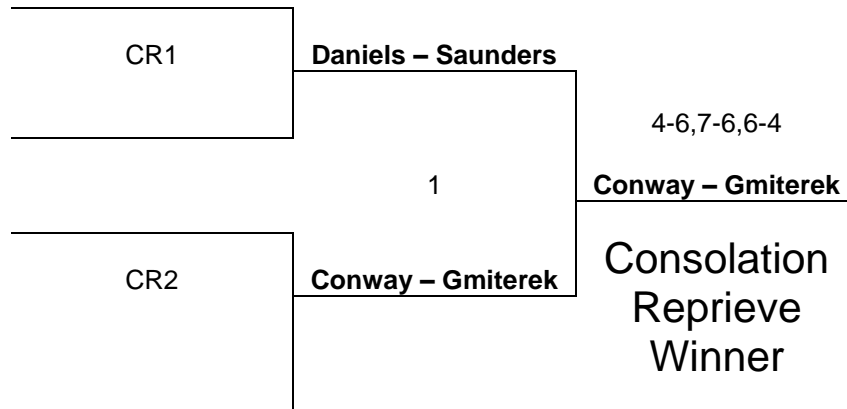 CR1
Daniels – Saunders
4-6,7-6,6-4
1
Conway – Gmiterek
CR2
Conway – Gmiterek
Consolation
Reprieve
Winner